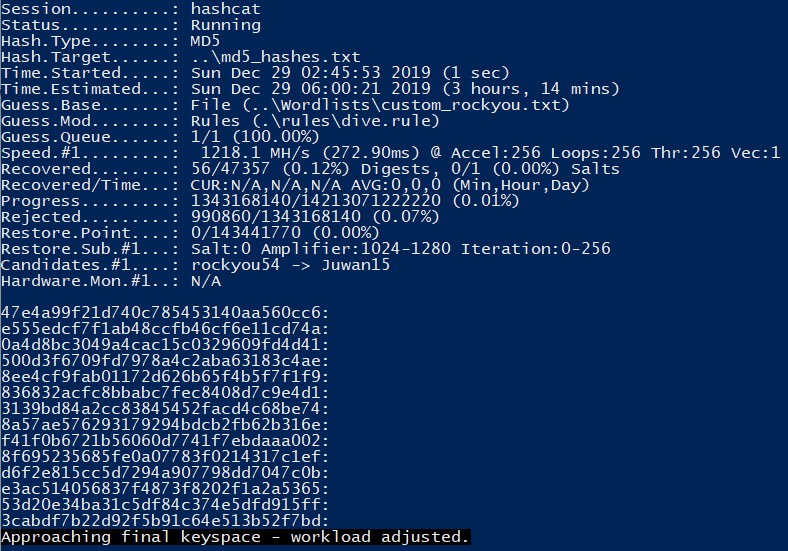 Session..........: hashcat
Status...........: Running
Hash.Type........: MD5
Hash.Target......: ..\md5_hashes.txt
Time.Started.....: Sun Dec 29 02:45:53 2019 (1 sec)
Time.Estimated...: Sun Dec 29 06:00:21 2019 (3 hours, 14 mins)
Guess.Base.......: File (..\Wordlists\custom_rockyou.txt)
Guess.Mod........: Rules (.\rules\dive.rule)
Guess.Queue......: 1/1 (100.00%)
Speed.#1.........:  1218.1 MH/s (272.90ms) @ Accel:256 Loops:256 Thr:256 Vec:1
Recovered........: 56/47357 (0.12%) Digests, 0/1 (0.00%) Salts
Recovered/Time...: CUR:N/A,N/A,N/A AVG:0,0,0 (Min,Hour,Day)
Progress.........: 1343168140/14213071222220 (0.01%)
Rejected.........: 990860/1343168140 (0.07%)
Restore.Point....: 0/143441770 (0.00%)
Restore.Sub.#1...: Salt:0 Amplifier:1024-1280 Iteration:0-256
Candidates.#1....: rockyou54 -> Juwan15
Hardware.Mon.#1..: N/A
47e4a99f21d740c785453140aa560cc6:
e555edcf7f1ab48ccfb46cf6e11cd74a:
0a4d8bc3049a4cac15c0329609fd4d41:
500d3f6709fd7978a4c2aba63183c4ae:
8ee4cf9fab01172d626b65f4b5f7f1f9:
836832acfc8bbabc7fec8408d7c9e4d1:
3139bd84a2cc83845452facd4c68be74:
8a57ae576293179294bdcb2fb62b316e:
f41f0b6721b56060d7741f7ebdaaa002:
8f695235685fe0a07783f0214317c1ef:
d6f2e815cc5d7294a907798dd7047c0b:
e3ac514056837f4873f8202f1a2a5365:
53d20e34ba31c5df84c374e5dfd915ff:
3cabdf7b22d92f5b91c64e513b52f7bd:
Approaching final keyspace - workload adjusted.